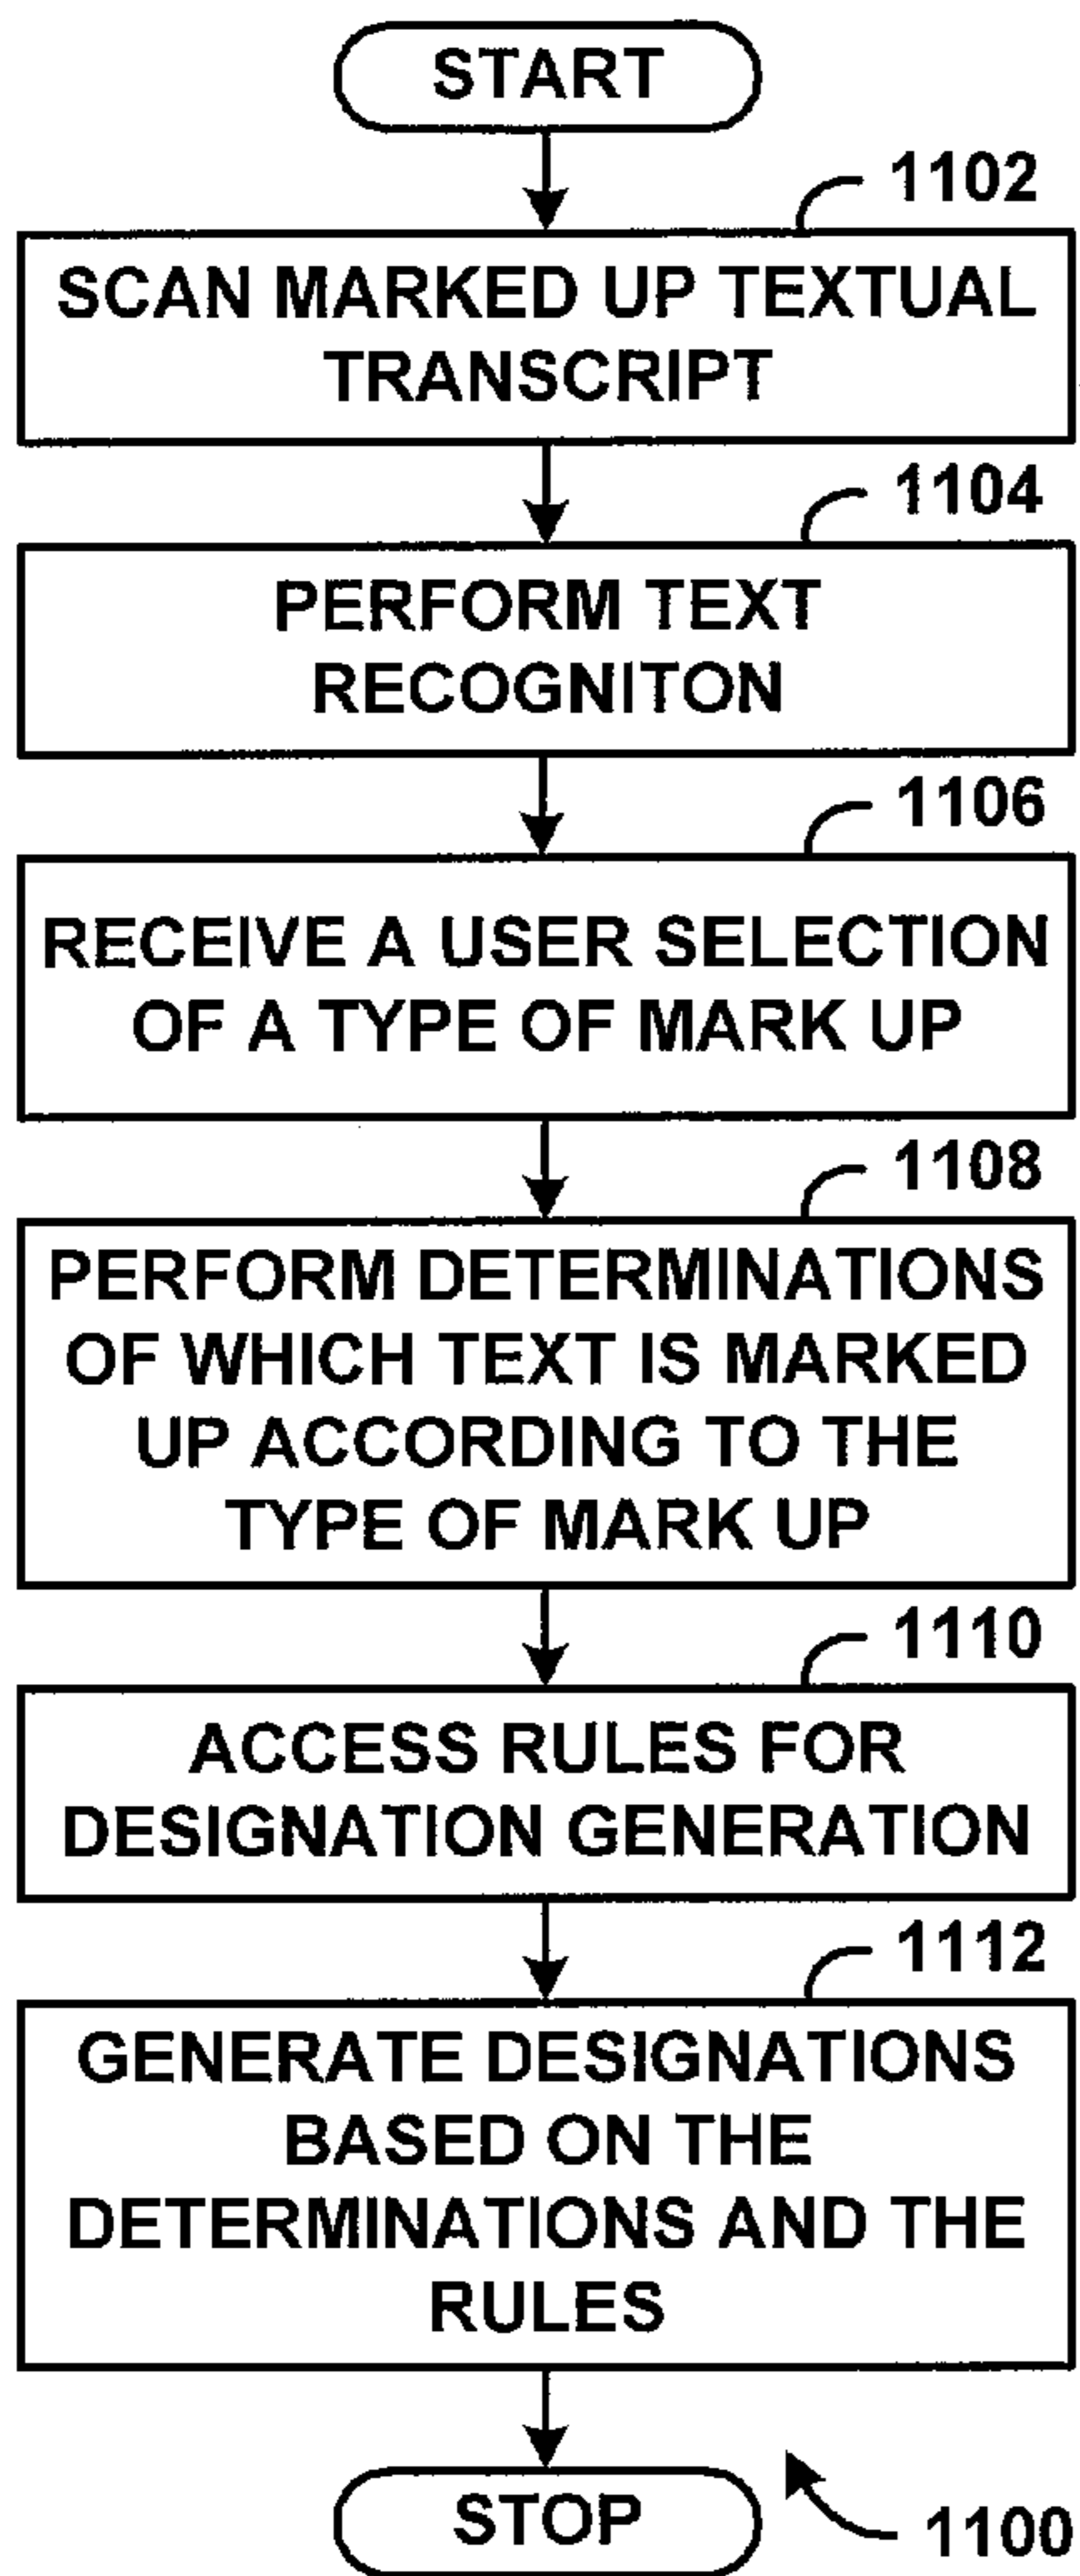 START
1102
SCAN MARKED UP TEXTUAL
TRANSCRIPT
1104
PERFORM TEXT
RECOGNITON
1106
RECEIVE A USER SELECTION
OF A TYPE OF MARK UP
1108
PERFORM DETERMINATIONS
OF WHICH TEXT IS MARKED
UP ACCORDING TO THE
TYPE OF MARK UP
1110
ACCESS RULES FOR
DESIGNATION GENERATION
1112
GENERATE DESIGNATIONS
BASED ON THE
DETERMINATIONS AND THE
RULES
STOP
1100